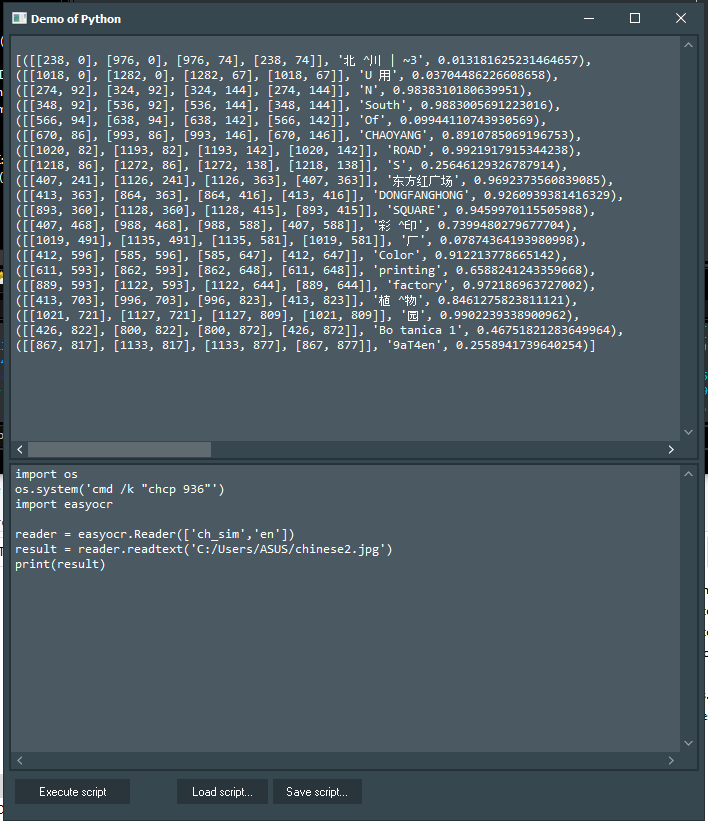 Demo of Python
[([[238, 0], [976, 0], [976, 74], [238, 74]], '北 ^川 | ~3', 0.013181625231464657),
([[1018, 0], [1282, 0], [1282, 67], [1018, 67]], 'U 用', 0.03704486226608658),
([[274, 92], [324, 92], [324, 144], [274, 144]], 'N', 0.9838310180639951),
([[348, 92], [536, 92], [536, 144], [348, 144]], 'South', 0.9883005691223016),
([[566, 94], [638, 94], [638, 142], [566, 142]], 'Of', 0.09944110743930569),
([[670, 86], [993, 86], [993, 146], [670, 146]], 'CHAOYANG', 0.8910785069196753),
([[1020, 82], [1193, 82], [1193, 142], [1020, 142]], 'ROAD', 0.9921917915344238),
([[1218, 86], [1272, 86], [1272, 138], [1218, 138]], 'S', 0.25646129326787914),
([[407, 241], [1126, 241], [1126, 363], [407, 363]], '东方红广场', 0.9692373560839085),
([[413, 363], [864, 363], [864, 416], [413, 416]], 'DONGFANGHONG', 0.9260939381416329),
([[893, 360], [1128, 360], [1128, 415], [893, 415]], 'SQUARE', 0.9459970115505988),
([[407, 468], [988, 468], [988, 588], [407, 588]], '彩 ^印', 0.7399480279677704),
([[1019, 491], [1135, 491], [1135, 581], [1019, 581]], '厂', 0.07874364193980998),
([[412, 596], [585, 596], [585, 647], [412, 647]], 'Color', 0.912213778665142),
([[611, 593], [862, 593], [862, 648], [611, 648]], 'printing', 0.6588241243359668),
([[889, 593], [1122, 593], [1122, 644], [889, 644]], 'factory', 0.972186963727002),
([[413, 703], [996, 703], [996, 823], [413, 823]], '植 ^物', 0.8461275823811121),
([[1021, 721], [1127, 721], [1127, 809], [1021, 809]], '园', 0.9902239338900962),
([[426, 822], [800, 822], [800, 872], [426, 872]], 'Bo tanica 1', 0.46751821283649964),
([[867, 817], [1133, 817], [1133, 877], [867, 877]], '9aT4en', 0.2558941739640254)]
import os
os.system('cmd /k "chcp 936"')
import easyocr
reader = easyocr.Reader(['ch_sim','en'])
result = reader.readtext('C:/Users/ASUS/chinese2.jpg')
print(result)
Execute script Load script... Save script...